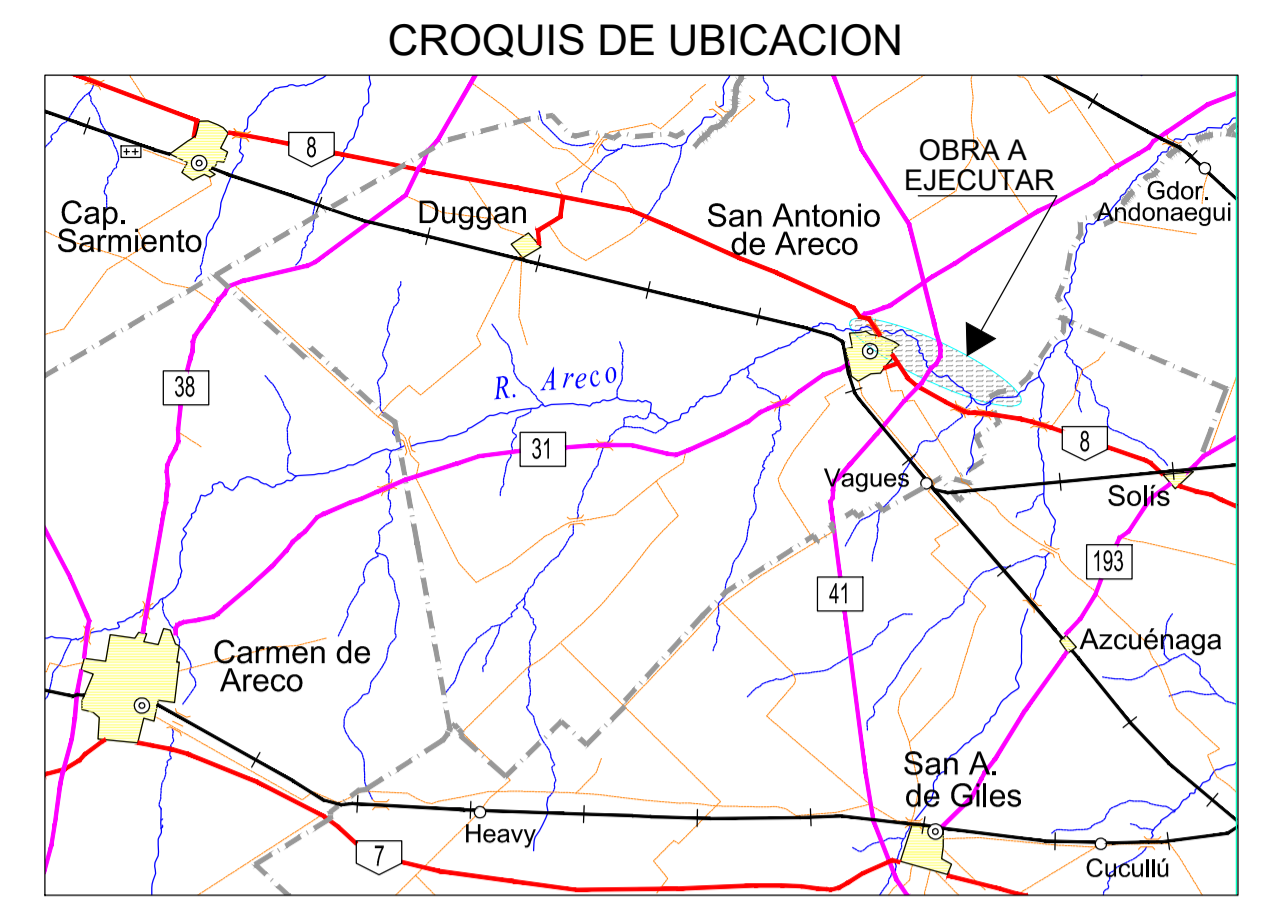 CROQUIS DE UBICACION
8
OBRA A
EJECUTAR
Gdor.
Andonaegui
Cap.
Sarmiento
Duggan
San Antonio
de Areco
++
38
R. Areco
31
8
Vagues
Solís
193
41
Azcuénaga
Carmen de
Areco
San A.
de Giles
Heavy
7
Cucullú